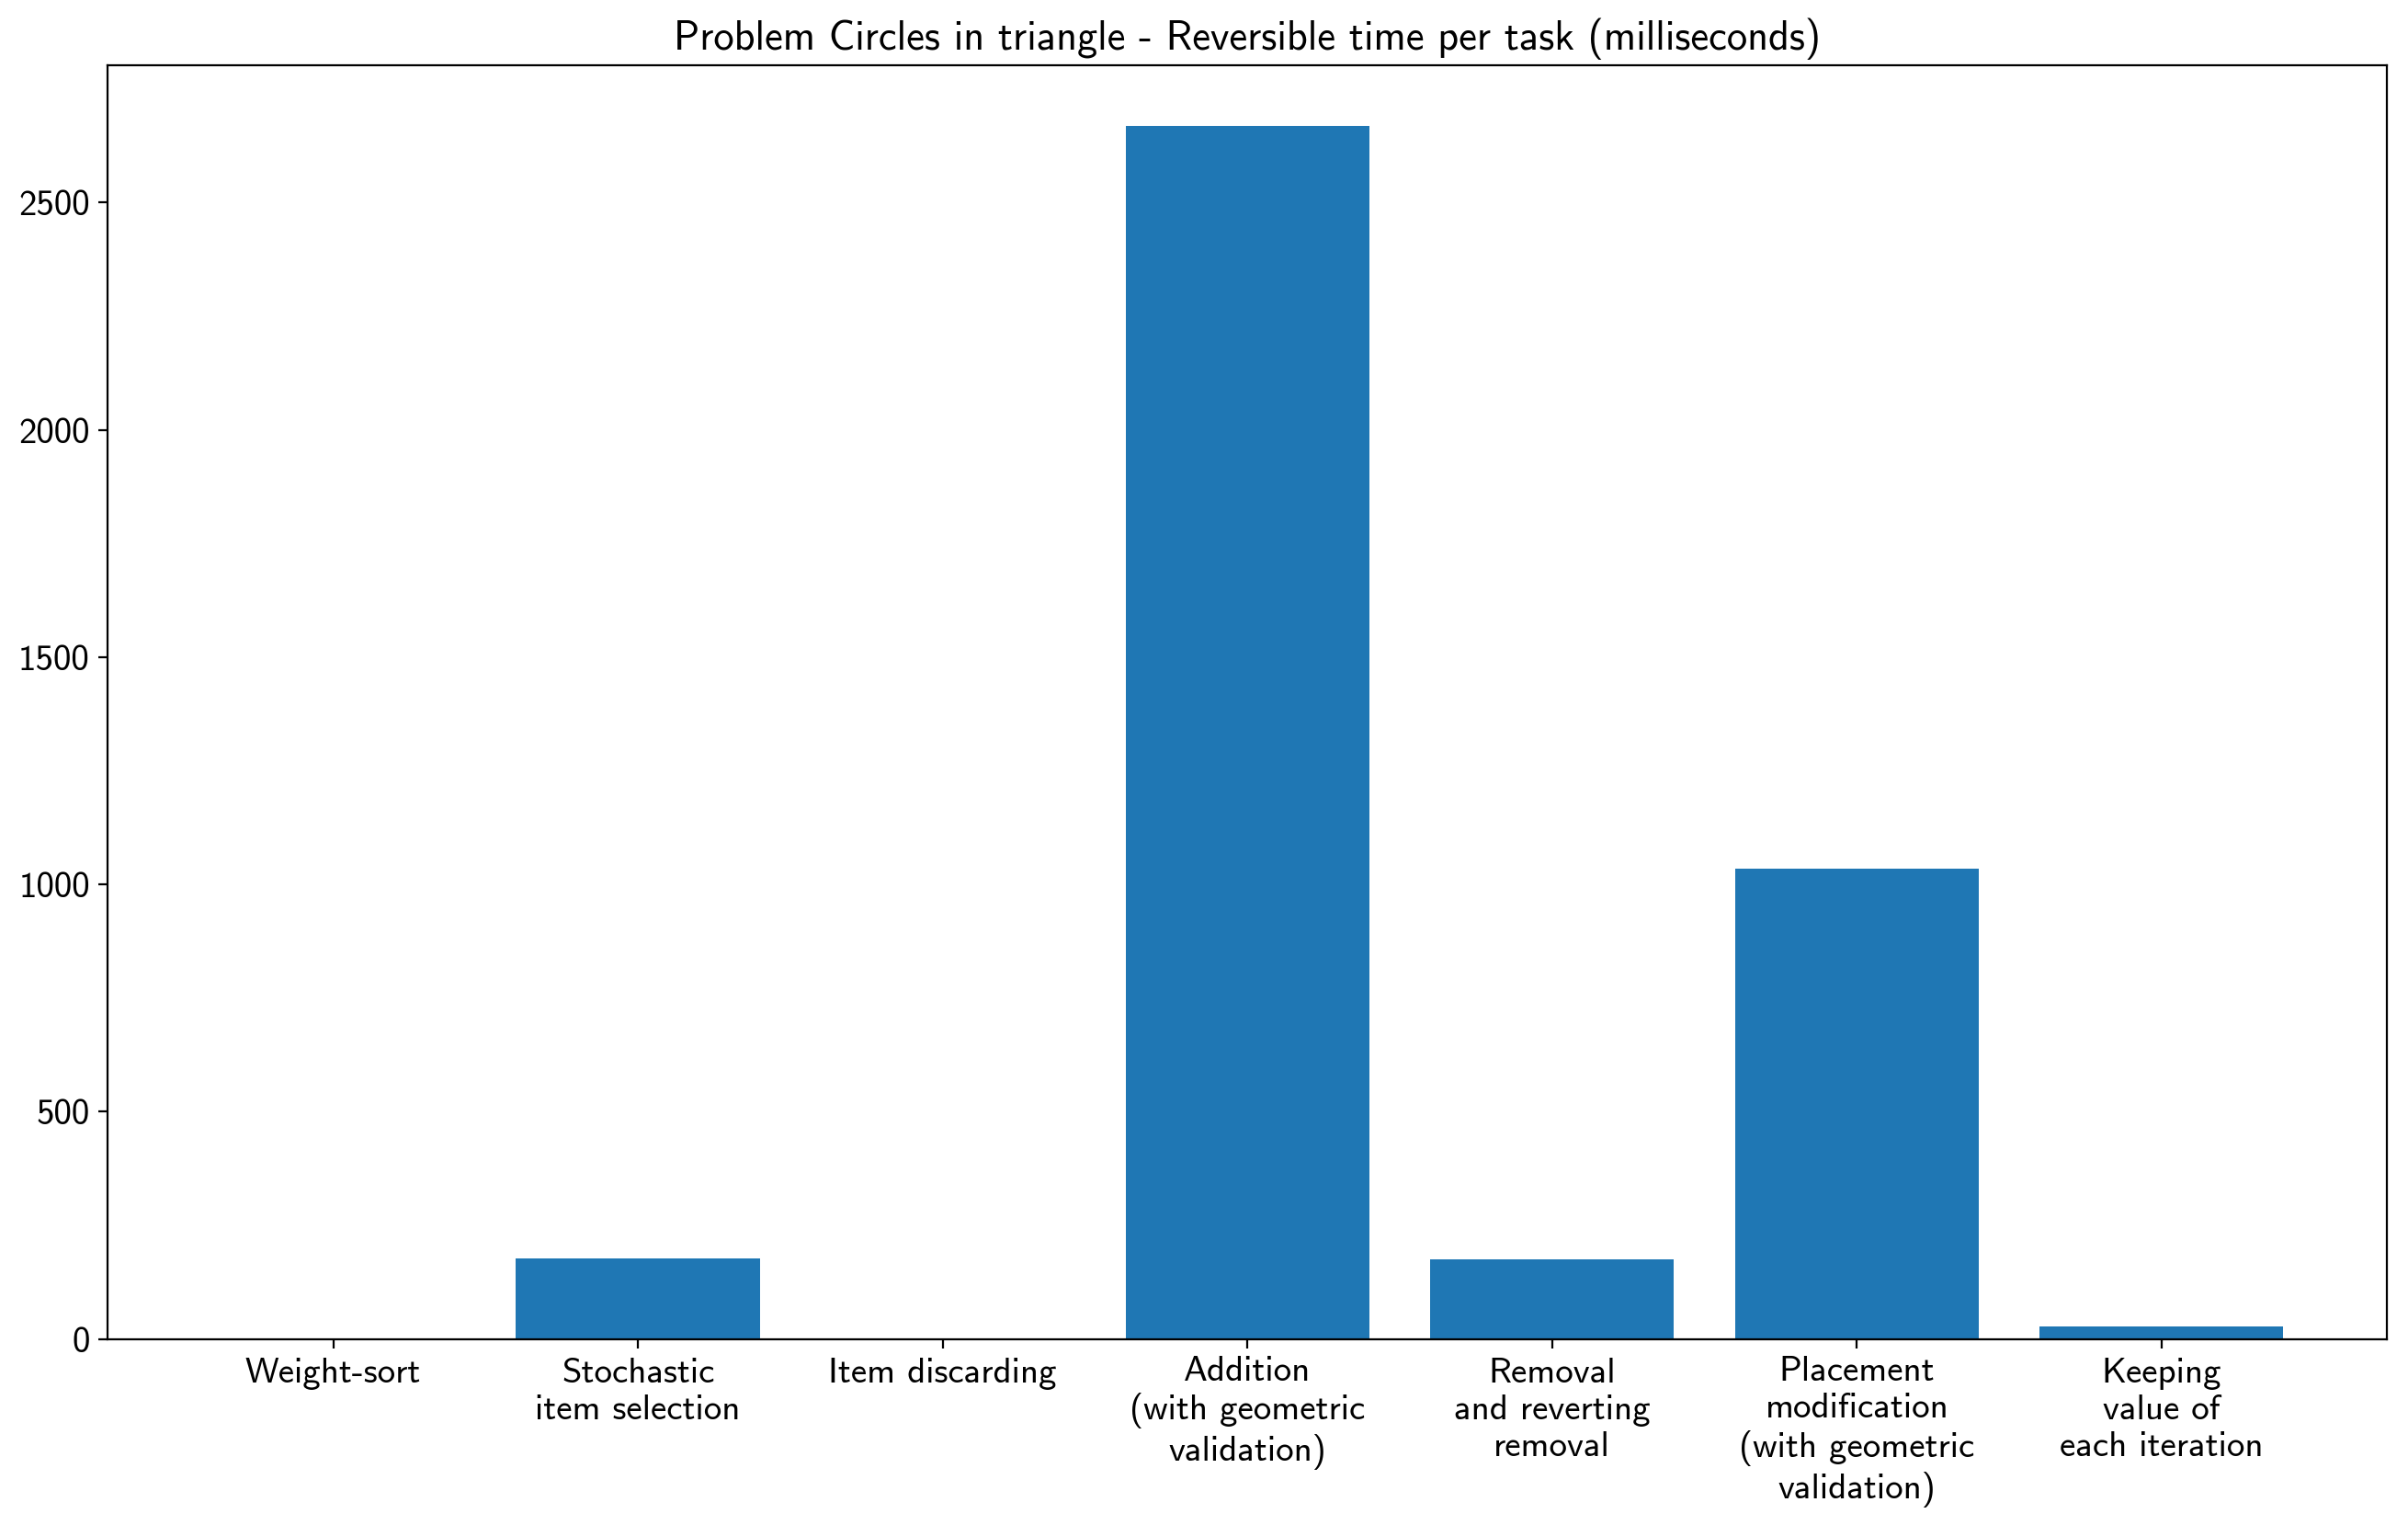 Problem Circles in triangle - Reversible time per task (milliseconds)
2500
2000
1500
1000
500
0
Weight-sort
Stochastic
item selection
Item discarding
Addition
(with geometric
validation)
Removal
and reverting
removal
Placement
modification
(with geometric
validation)
Keeping
value of
each iteration